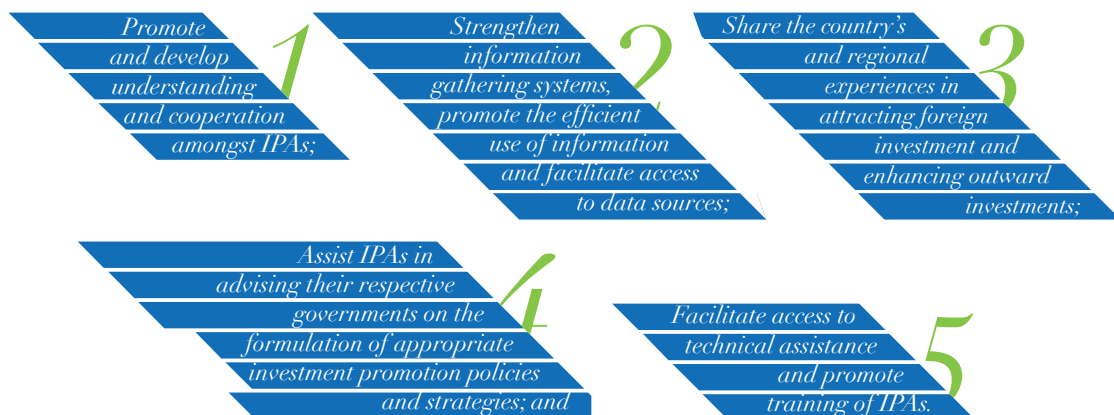 Promote
and develop
understanding
and cooperation
amongst IPAs;
1
Strengthen
information
gathering systems,
promote the efficient
use of information
and facilitate access
to data sources;
2
Share the country's
and regional
experiences in
attracting foreign
investment and
enhancing outward
investments;
3
Assist IPAs in
advising their respective
governments on the
formulation of appropriate
investment promotion policies
and strategies; and
4
Facilitate access to
technical assistance
and promote
training of IPAs.
5